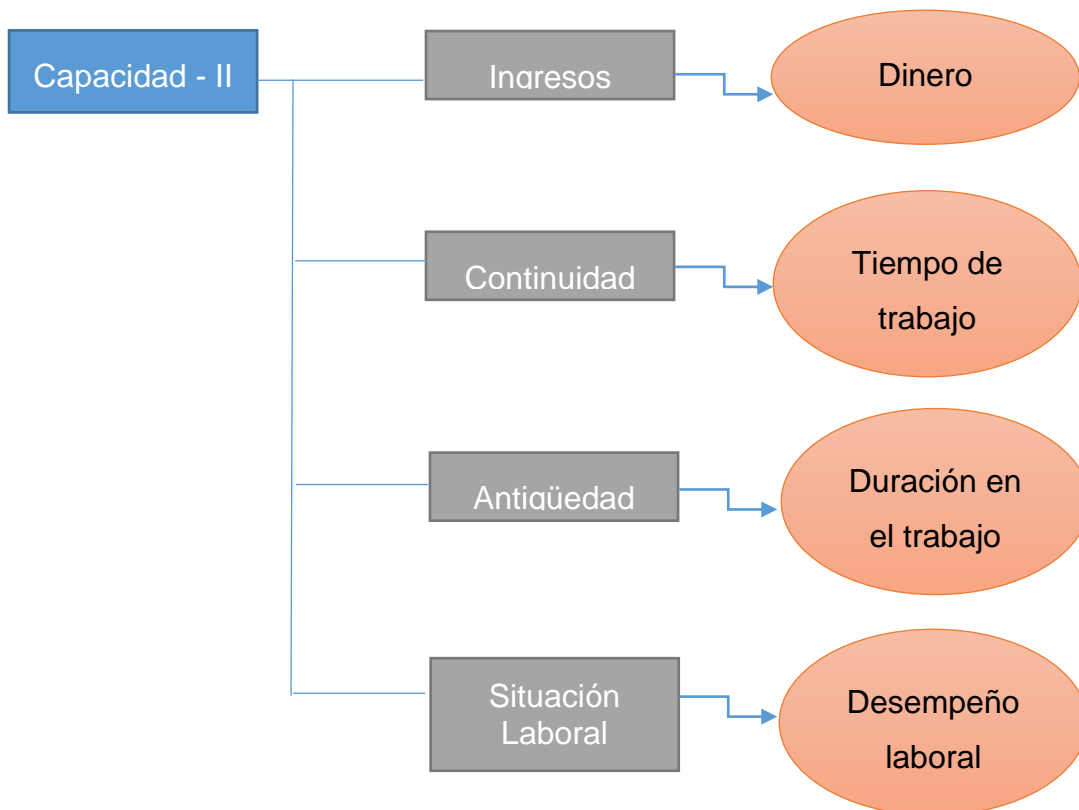 Capacidad - II
Ingresos
Dinero
Continuidad
Tiempo de
trabajo
Antigüedad
Duración en
el trabajo
Situación
Laboral
Desempeño
laboral